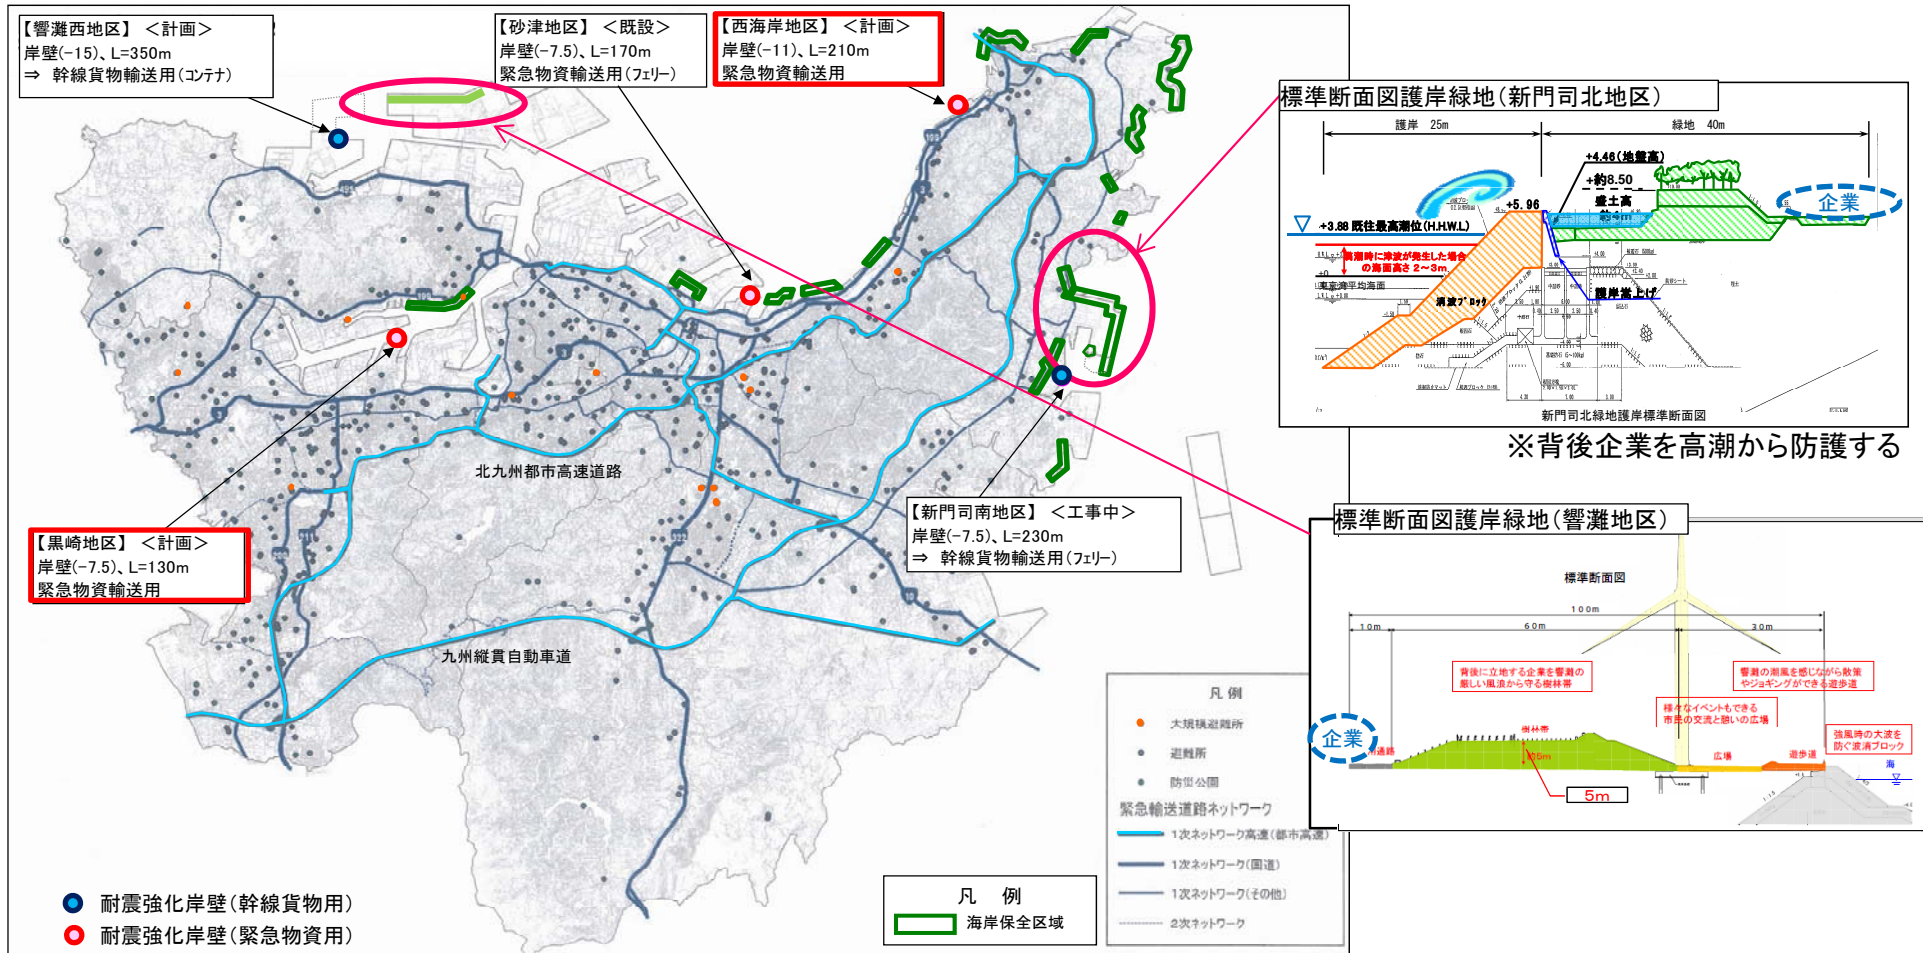 【響灘西地区】 <計画>
岸壁(-15)、L=350m
⇒ 幹線貨物輸送用(コンテナ)
【砂津地区】 <既設>
岸壁(-7.5)、L=170m
緊急物資輸送用(フェリー)
【西海岸地区】 <計画>
岸壁(-11)、L=210m
緊急物資輸送用
【黒崎地区】 <計画>
岸壁(-7.5)、L=130m
緊急物資輸送用
【新門司南地区】 <工事中>
岸壁(-7.5)、L=230m
⇒ 幹線貨物輸送用(フェリー)
北九州都市高速道路
九州縦貫自動車道
199
3
322
200
211
10
耐震強化岸壁(幹線貨物用)
耐震強化岸壁(緊急物資用)
凡 例
海岸保全区域
凡 例
大規模避難所
避難所
防災公園
緊急輸送道路ネットワーク
1次ネットワーク高速(都市高速)
1次ネットワーク(国道)
1次ネットワーク(その他)
2次ネットワーク
標準断面図護岸緑地(新門司北地区)
護岸 25m
緑地 40m
+4.46(地盤高)
+約8.50
盛土高
+5.96
企業
+3.88 既往最高潮位(H.H.W.L)
満潮時に津波が発生した場合
の海面高さ 2～3m
東京湾平均海面
消波ブロック
護岸嵩上げ
新門司北緑地護岸標準断面図
※背後企業を高潮から防護する
標準断面図護岸緑地(響灘地区)
標準断面図
100m
10m
60m
30m
背後に立地する企業を響灘の
厳しい風浪から守る樹林帯
響灘の潮風を感じながら散策
やジョギングができる遊歩道
様々なイベントもできる
市民の交流と憩いの広場
強風時の大波を
防ぐ波消ブロック
企業
樹林帯
約5m
広場
遊歩道
海
5m